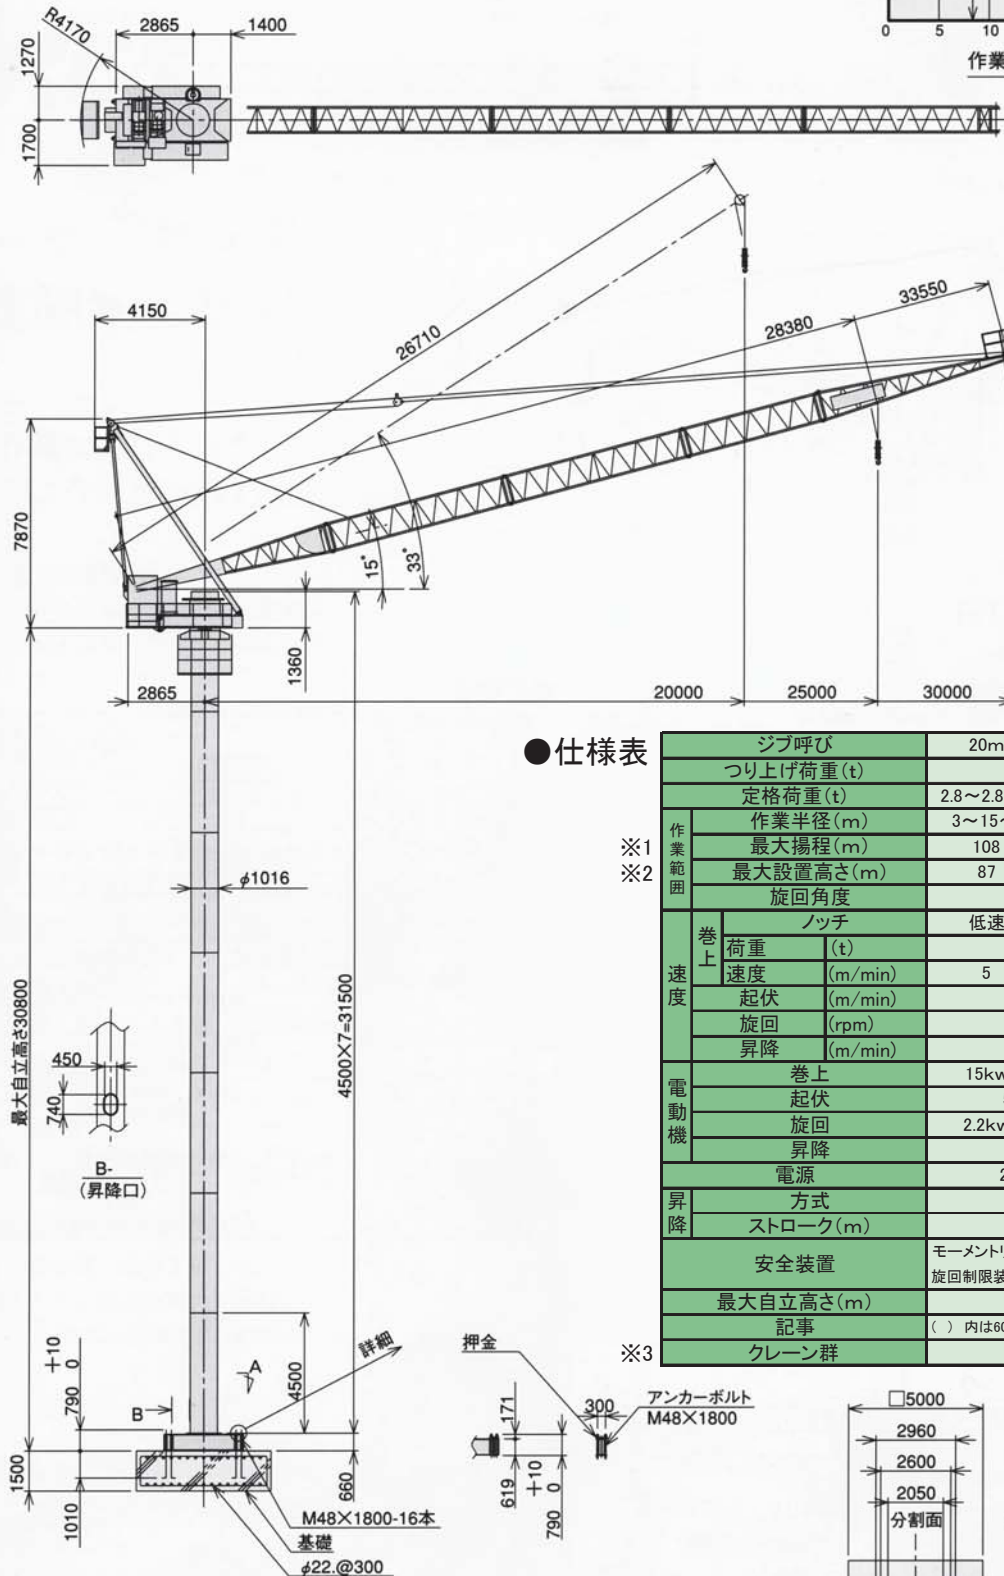 0 5 10
作業
R4170
2865 1400
1270
1700
4150
26710
33550
28380
7870
15°
33°
1360
2865
20000 25000 30000
●仕様表
ジブ呼び 20m
つり上げ荷重(t)
定格荷重(t) 2.8～2.8
作業範囲
作業半径(m) 3～15～
※1 最大揚程(m) 108
※2 最大設置高さ(m) 87
旋回角度
速度
巻上
ノッチ 低速
荷重 (t)
速度 (m/min) 5
起伏 (m/min)
旋回 (rpm)
昇降 (m/min)
電動機
巻上 15kw
起伏
旋回 2.2kw
昇降
電源 2
昇降
方式
ストローク(m)
安全装置 モーメントリ
旋回制限装
最大自立高さ(m)
記事 ( ) 内は60
※3 クレーン群
φ1016
最大自立高さ30800
4500×7=31500
450
740
B-
(昇降口)
4500
詳細
A
B
+10
0
790
1500
1010
660
M48×1800-16本
基礎
φ22.@300
押金
300
アンカーボルト
M48×1800
171
619
+10
0
790
□5000
2960
2600
2050
分割面